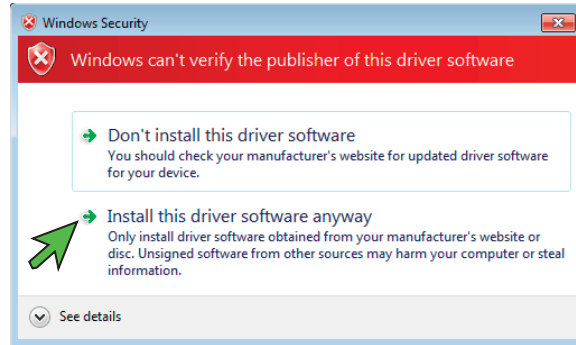 Windows Security
Windows can't verify the publisher of this driver software
Don't install this driver software
You should check your manufacturer's website for updated driver software
for your device.
Install this driver software anyway
Only install driver software obtained from your manufacturer's website or
disc. Unsigned software from other sources may harm your computer or steal
information.
See details